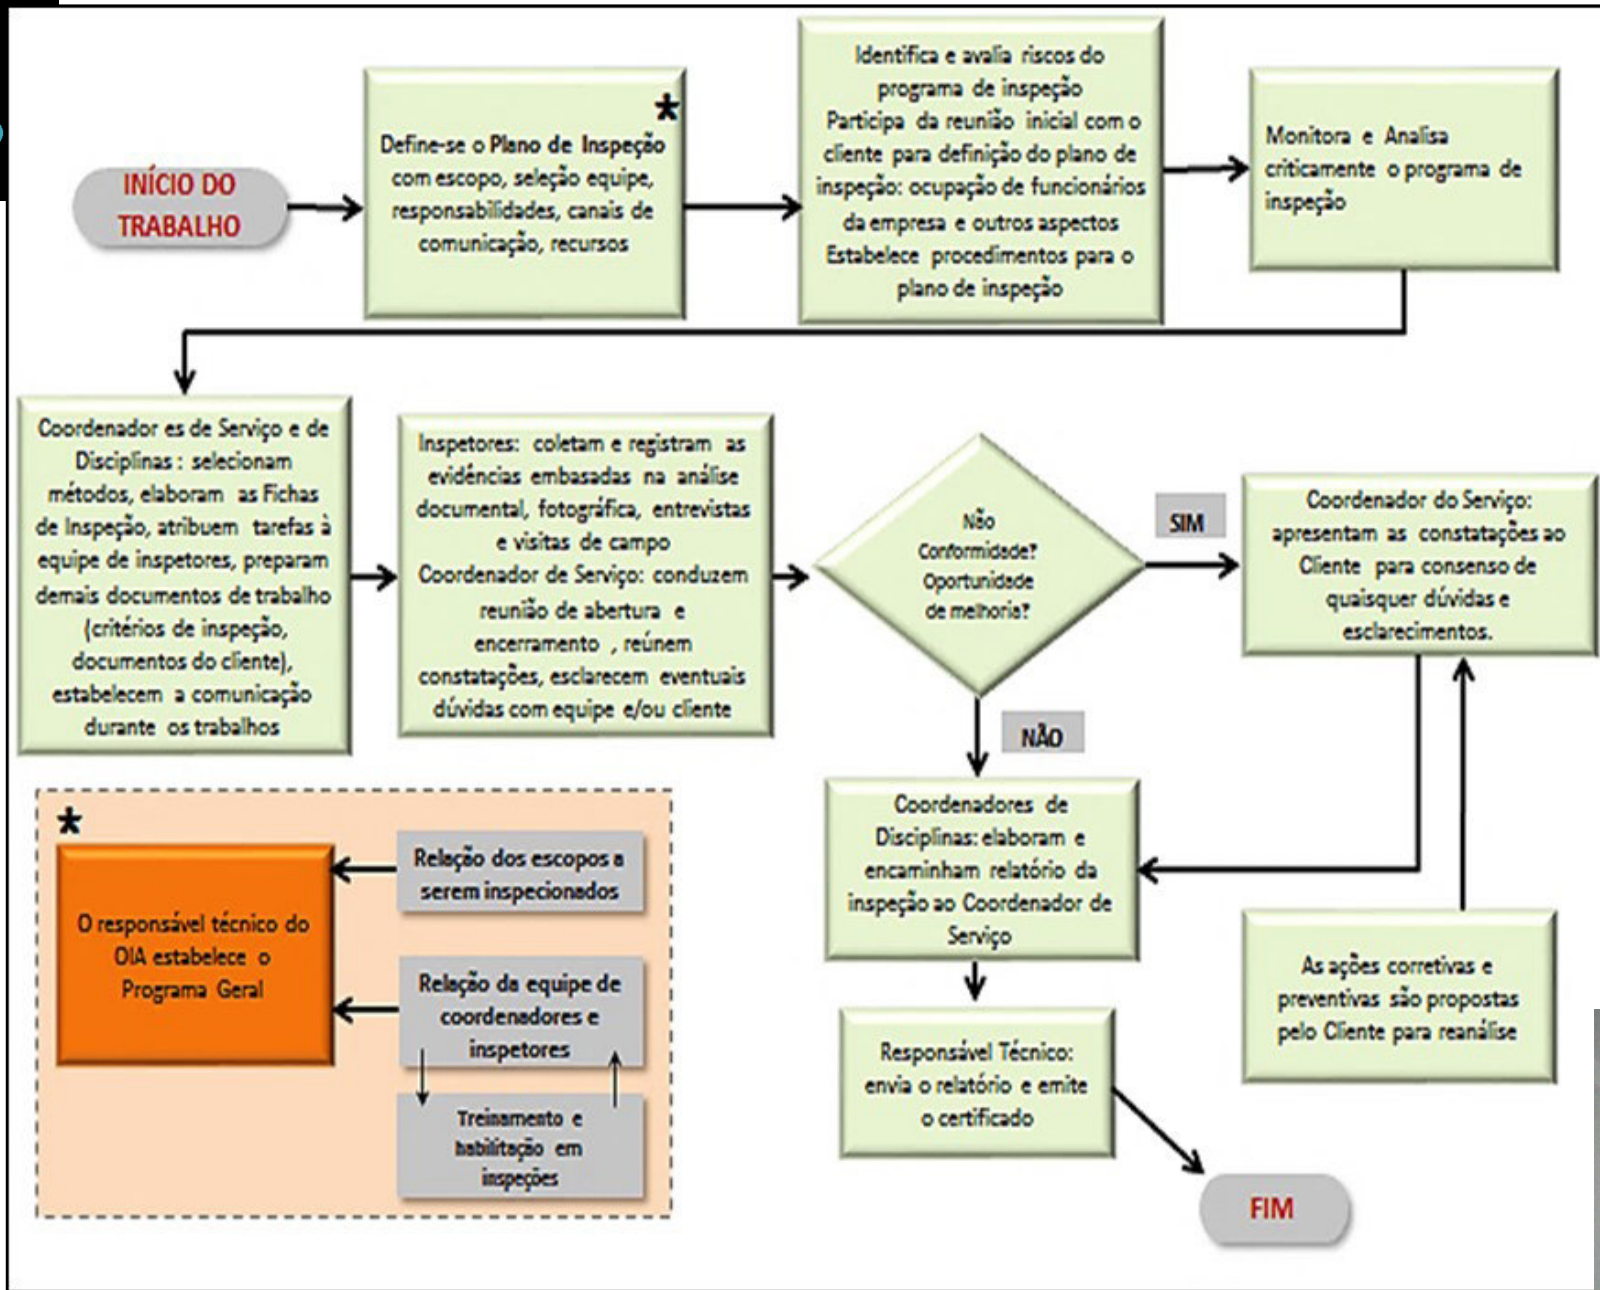 INÍCIO DO
TRABALHO
Define-se o Plano de Inspeção
com escopo, seleção equipe,
responsabilidades, canais de
comunicação, recursos
Identifica e avalia riscos do
programa de inspeção
Participa da reunião inicial com o
cliente para definição do plano de
inspeção: ocupação de funcionários
da empresa e outros aspectos
Estabelece procedimentos para o
plano de inspeção
Monitora e Analisa
criticamente o programa de
inspeção
Coordenador es de Serviço e de
Disciplinas : selecionam
métodos, elaboram as Fichas
de Inspeção, atribuem tarefas à
equipe de inspetores, preparam
demais documentos de trabalho
(critérios de inspeção,
documentos do cliente),
estabelecem a comunicação
durante os trabalhos
Inspetores: coletam e registram as
evidências embasadas na análise
documental, fotográfica, entrevistas
e visitas de campo
Coordenador de Serviço: conduzem
reunião de abertura e
encerramento , reúnem
constatações, esclarecem eventuais
dúvidas com equipe e/ou cliente
Não
Conformidade?
Oportunidade
de melhoria?
SIM
Coordenador do Serviço:
apresentam as constatações ao
Cliente para consenso de
quaisquer dúvidas e
esclarecimentos.
NÃO
Coordenadores de
Disciplinas: elaboram e
encaminham relatório da
inspeção ao Coordenador de
Serviço
As ações corretivas e
preventivas são propostas
pelo Cliente para reanálise
Responsável Técnico:
envia o relatório e emite
o certificado
FIM
O responsável técnico do
OIA estabelece o
Programa Geral
Relação dos escopos a
serem inspecionados
Relação da equipe de
coordenadores e
inspetores
Treinamento e
habilitação em
inspeções